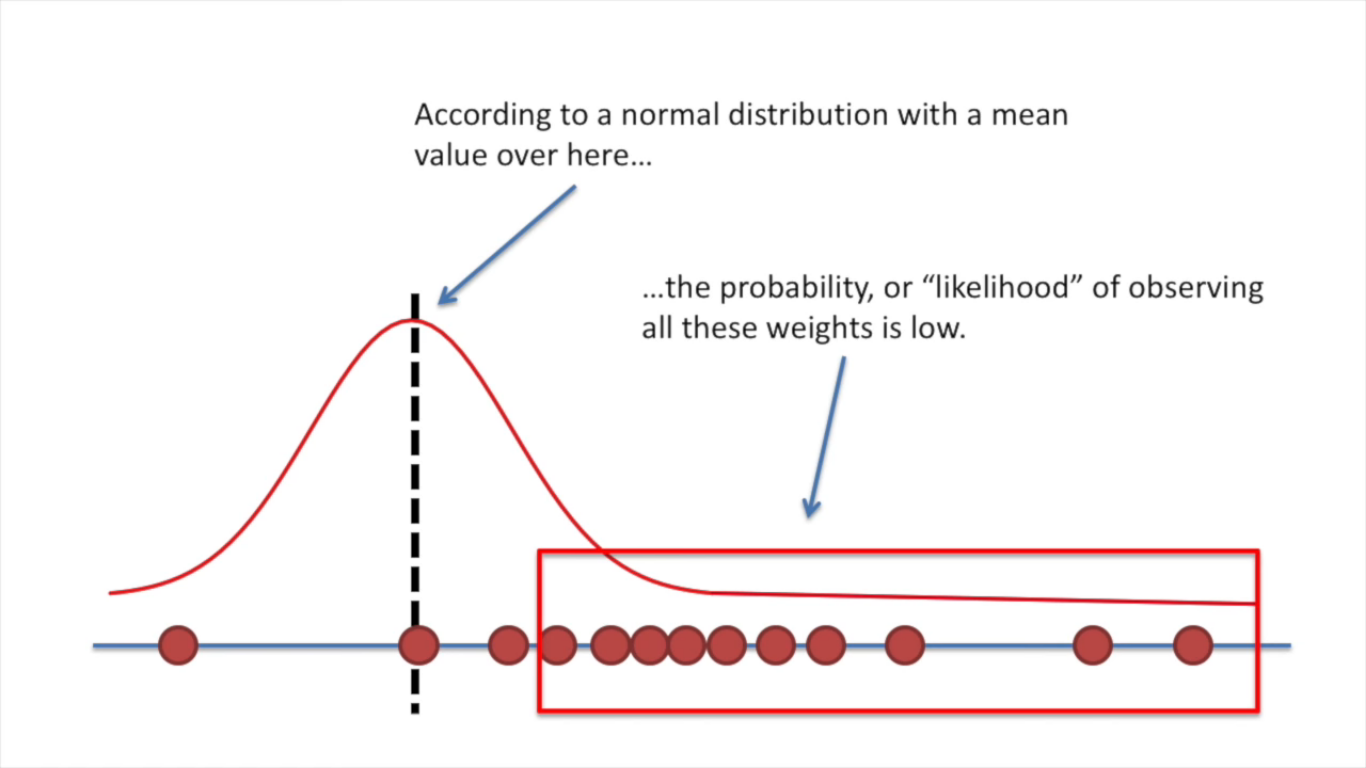 According to a normal distribution with a mean
value over here...
...the probability, or “likelihood” of observing
all these weights is low.